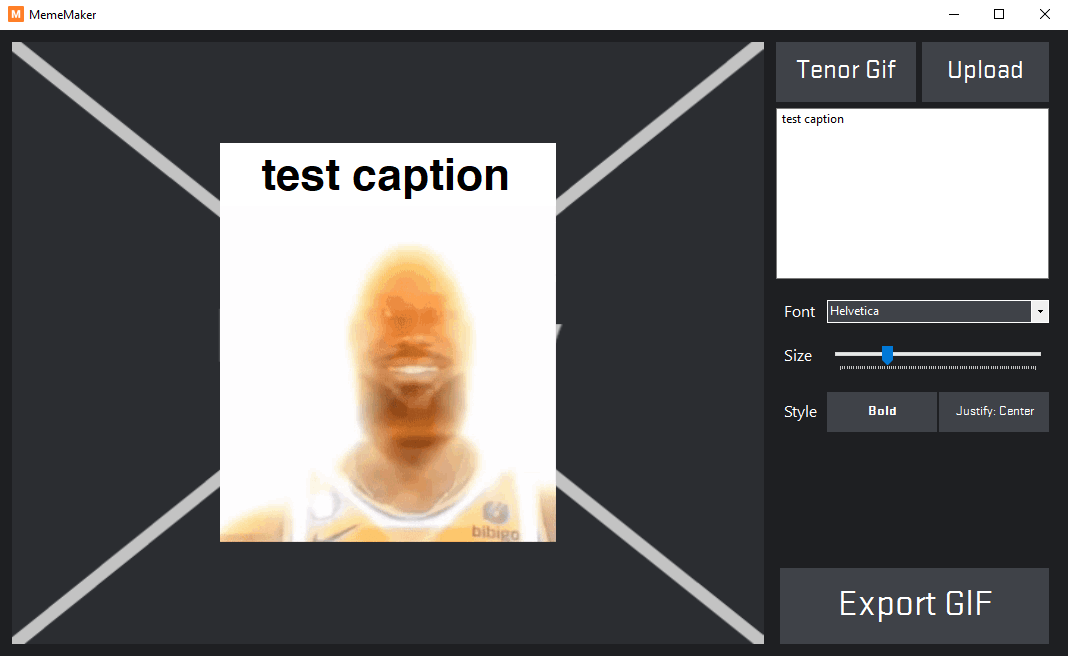 M MemeMaker
Tenor Gif
Upload
test caption
test caption
bibigo
Font
Helvetica
Size
Style
Bold
Justify: Center
Export GIF